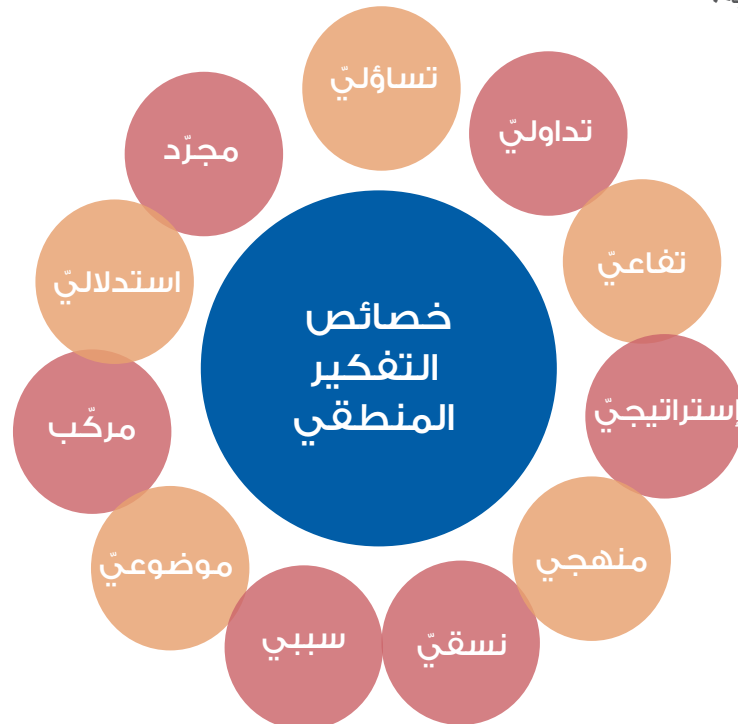 خصائص
التفكير
المنطقي
تساؤليّ
تداوليّ
تفاعيّ
إستراتيجيّ
منهجي
نسقيّ
سببي
موضوعيّ
مركّب
استدلاليّ
مجرّد